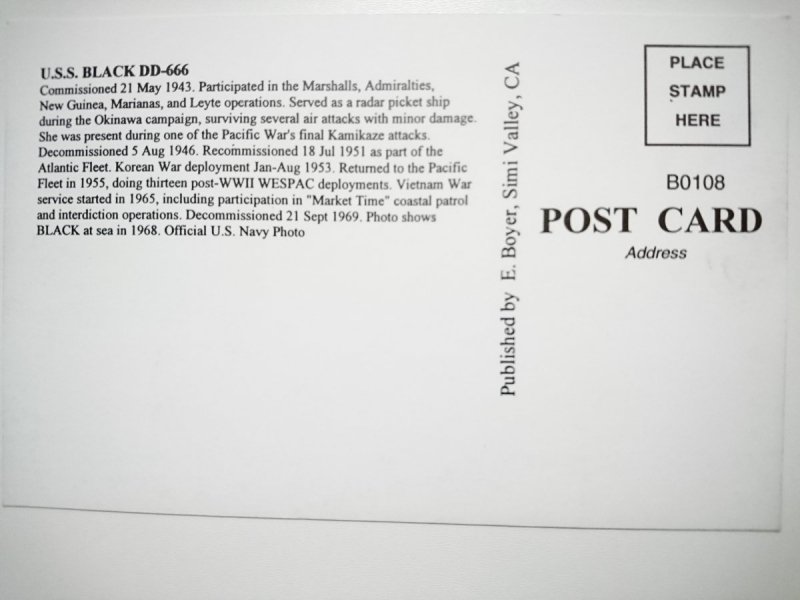 U.S.S. BLACK DD-666
Commissioned 21 May 1943. Participated in the Marshalls, Admiralties,
New Guinea, Marianas, and Leyte operations. Served as a radar picket ship
during the Okinawa campaign, surviving several air attacks with minor damage.
She was present during one of the Pacific War's final Kamikaze attacks.
Decommissioned 5 Aug 1946. Recommissioned 18 Jul 1951 as part of the
Atlantic Fleet. Korean War deployment Jan-Aug 1953. Returned to the Pacific
Fleet in 1955, doing thirteen post-WWII WESPAC deployments. Vietnam War
service started in 1965, including participation in "Market Time" coastal patrol
and interdiction operations. Decommissioned 21 Sept 1969. Photo shows
BLACK at sea in 1968. Official U.S. Navy Photo
Published by E. Boyer, Simi Valley, CA
PLACE
STAMP
HERE
B0108
POST CARD
Address